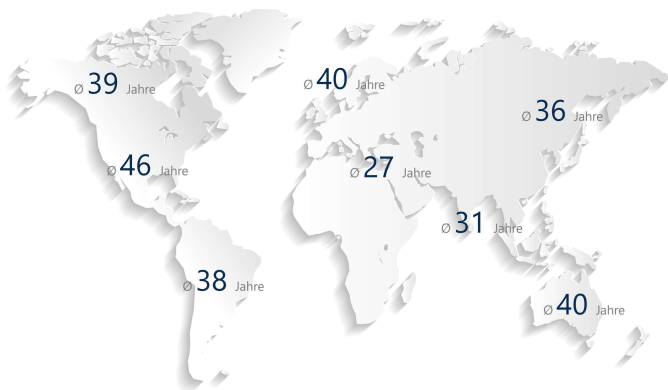 Ø 39 Jahre
Ø 40 Jahre
Ø 36 Jahre
Ø 46 Jahre
Ø 27 Jahre
Ø 31 Jahre
Ø 38 Jahre
Ø 40 Jahre